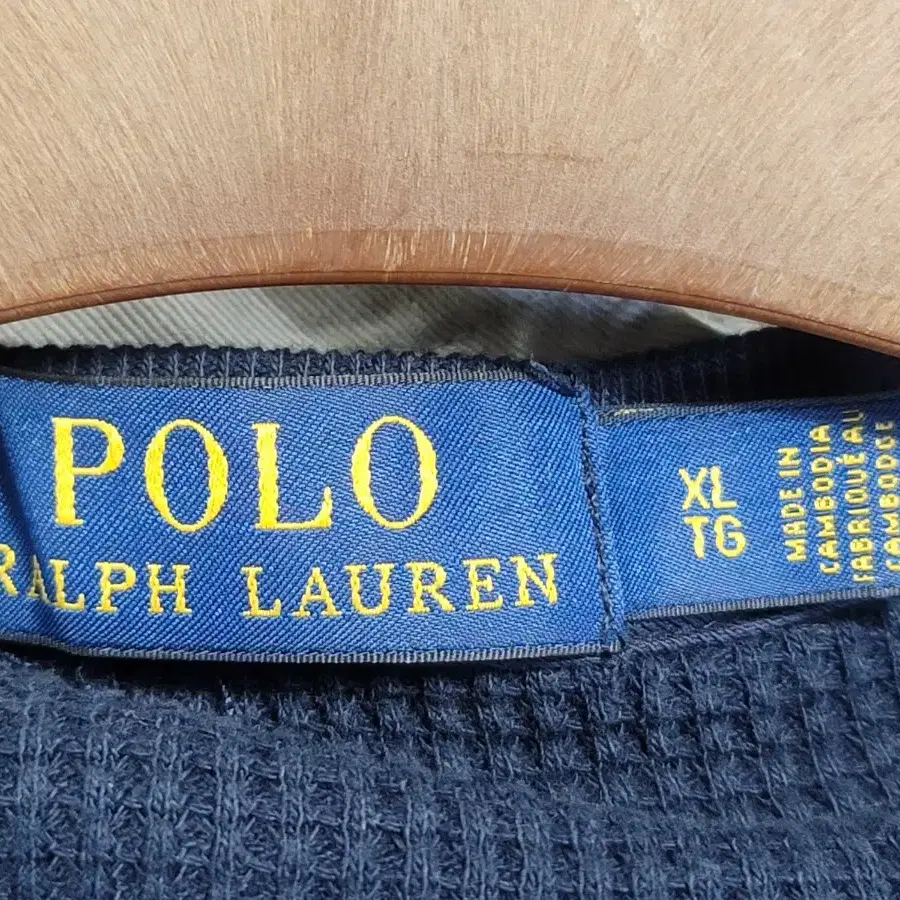 POLO
RALPH LAUREN
XL
TG
MADE IN
CAMBODIA
FABRIQUÉ AU
CAMBODGE